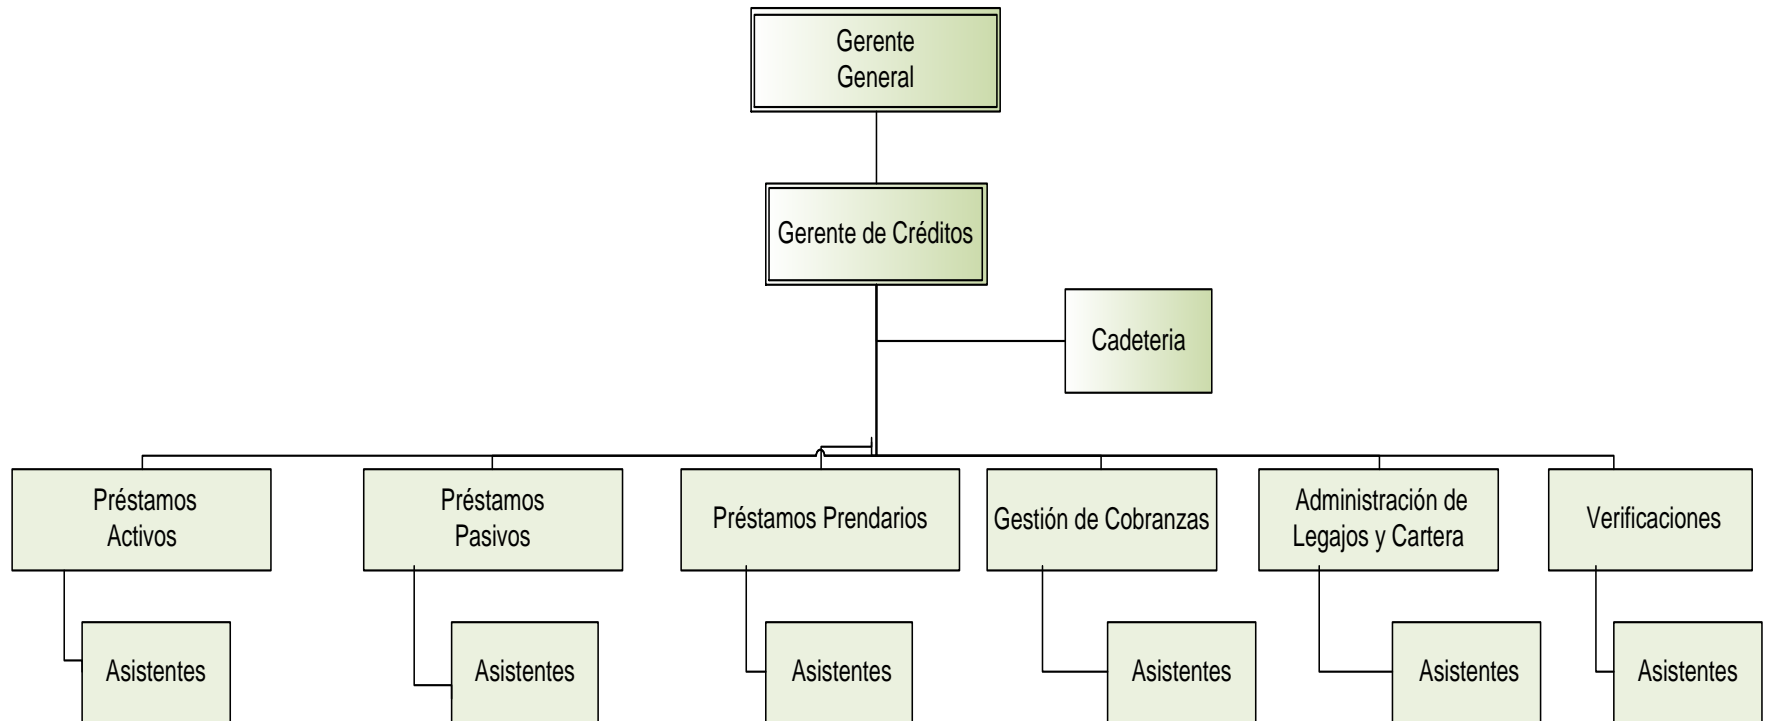 Gerente
General
Gerente de Créditos
Cadeteria
Préstamos
Activos
Préstamos
Pasivos
Préstamos Prendarios
Gestión de Cobranzas
Administración de
Legajos y Cartera
Verificaciones
Asistentes
Asistentes
Asistentes
Asistentes
Asistentes
Asistentes